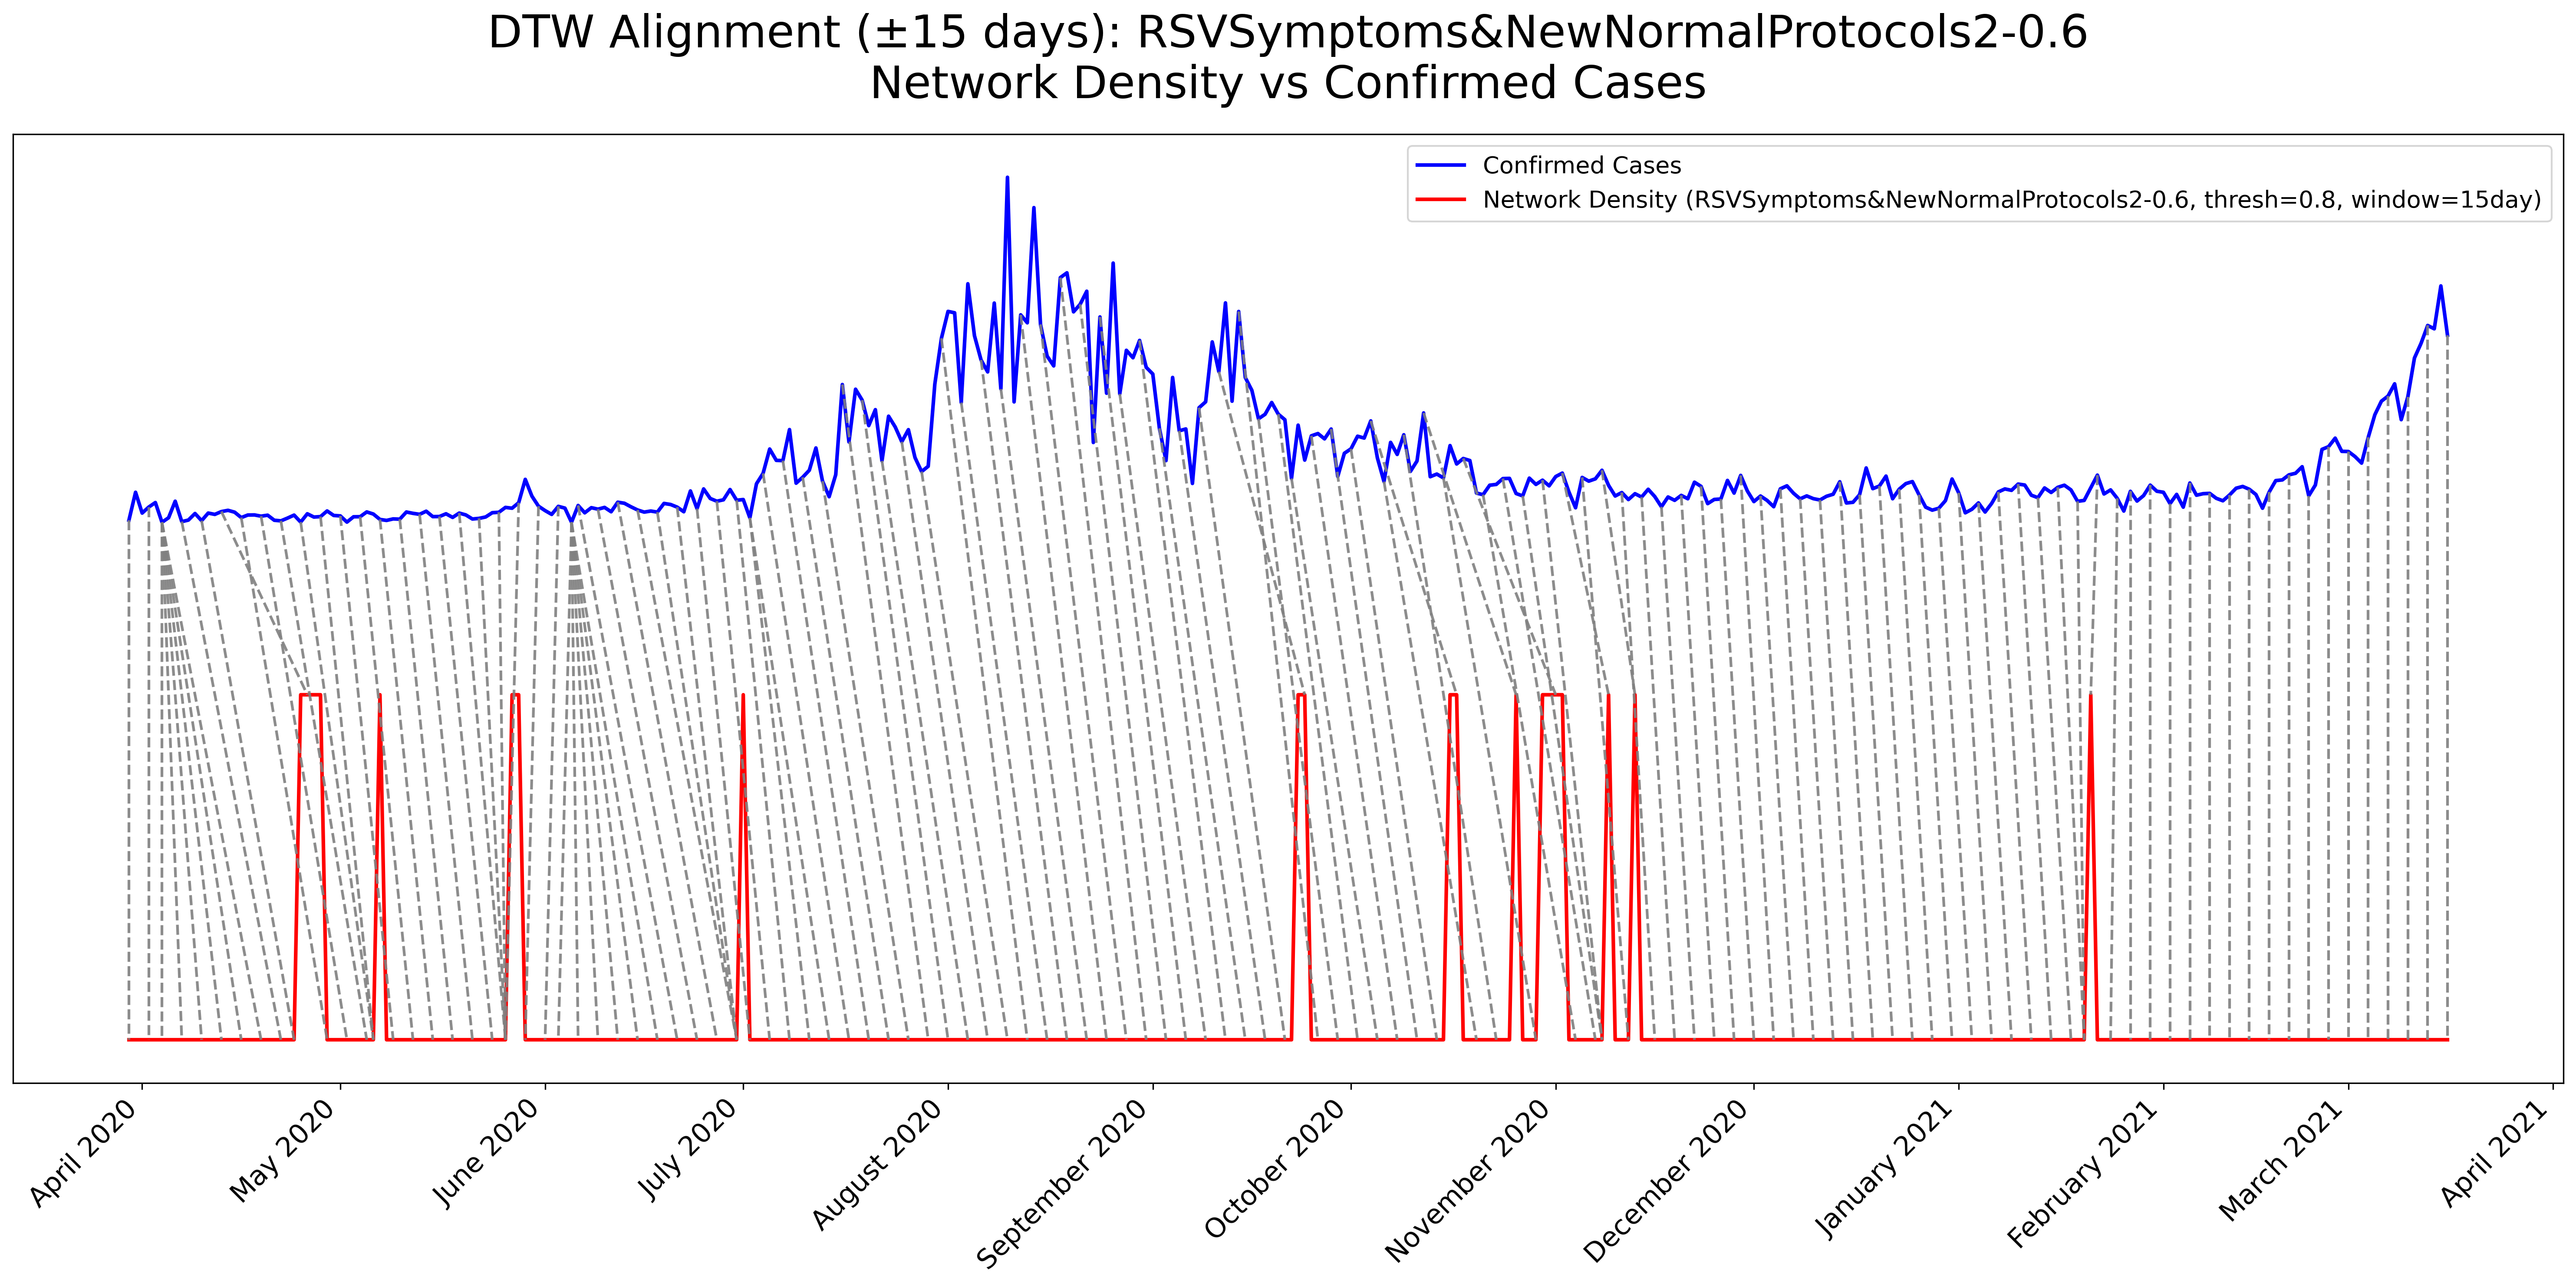 DTW Alignment (±15 days): RSVSymptoms&NewNormalProtocols2-0.6
Network Density vs Confirmed Cases
Confirmed Cases
Network Density (RSVSymptoms&NewNormalProtocols2-0.6, thresh=0.8, window=15day)
April 2020
May 2020
June 2020
July 2020
August 2020
September 2020
October 2020
November 2020
December 2020
January 2021
February 2021
March 2021
April 2021